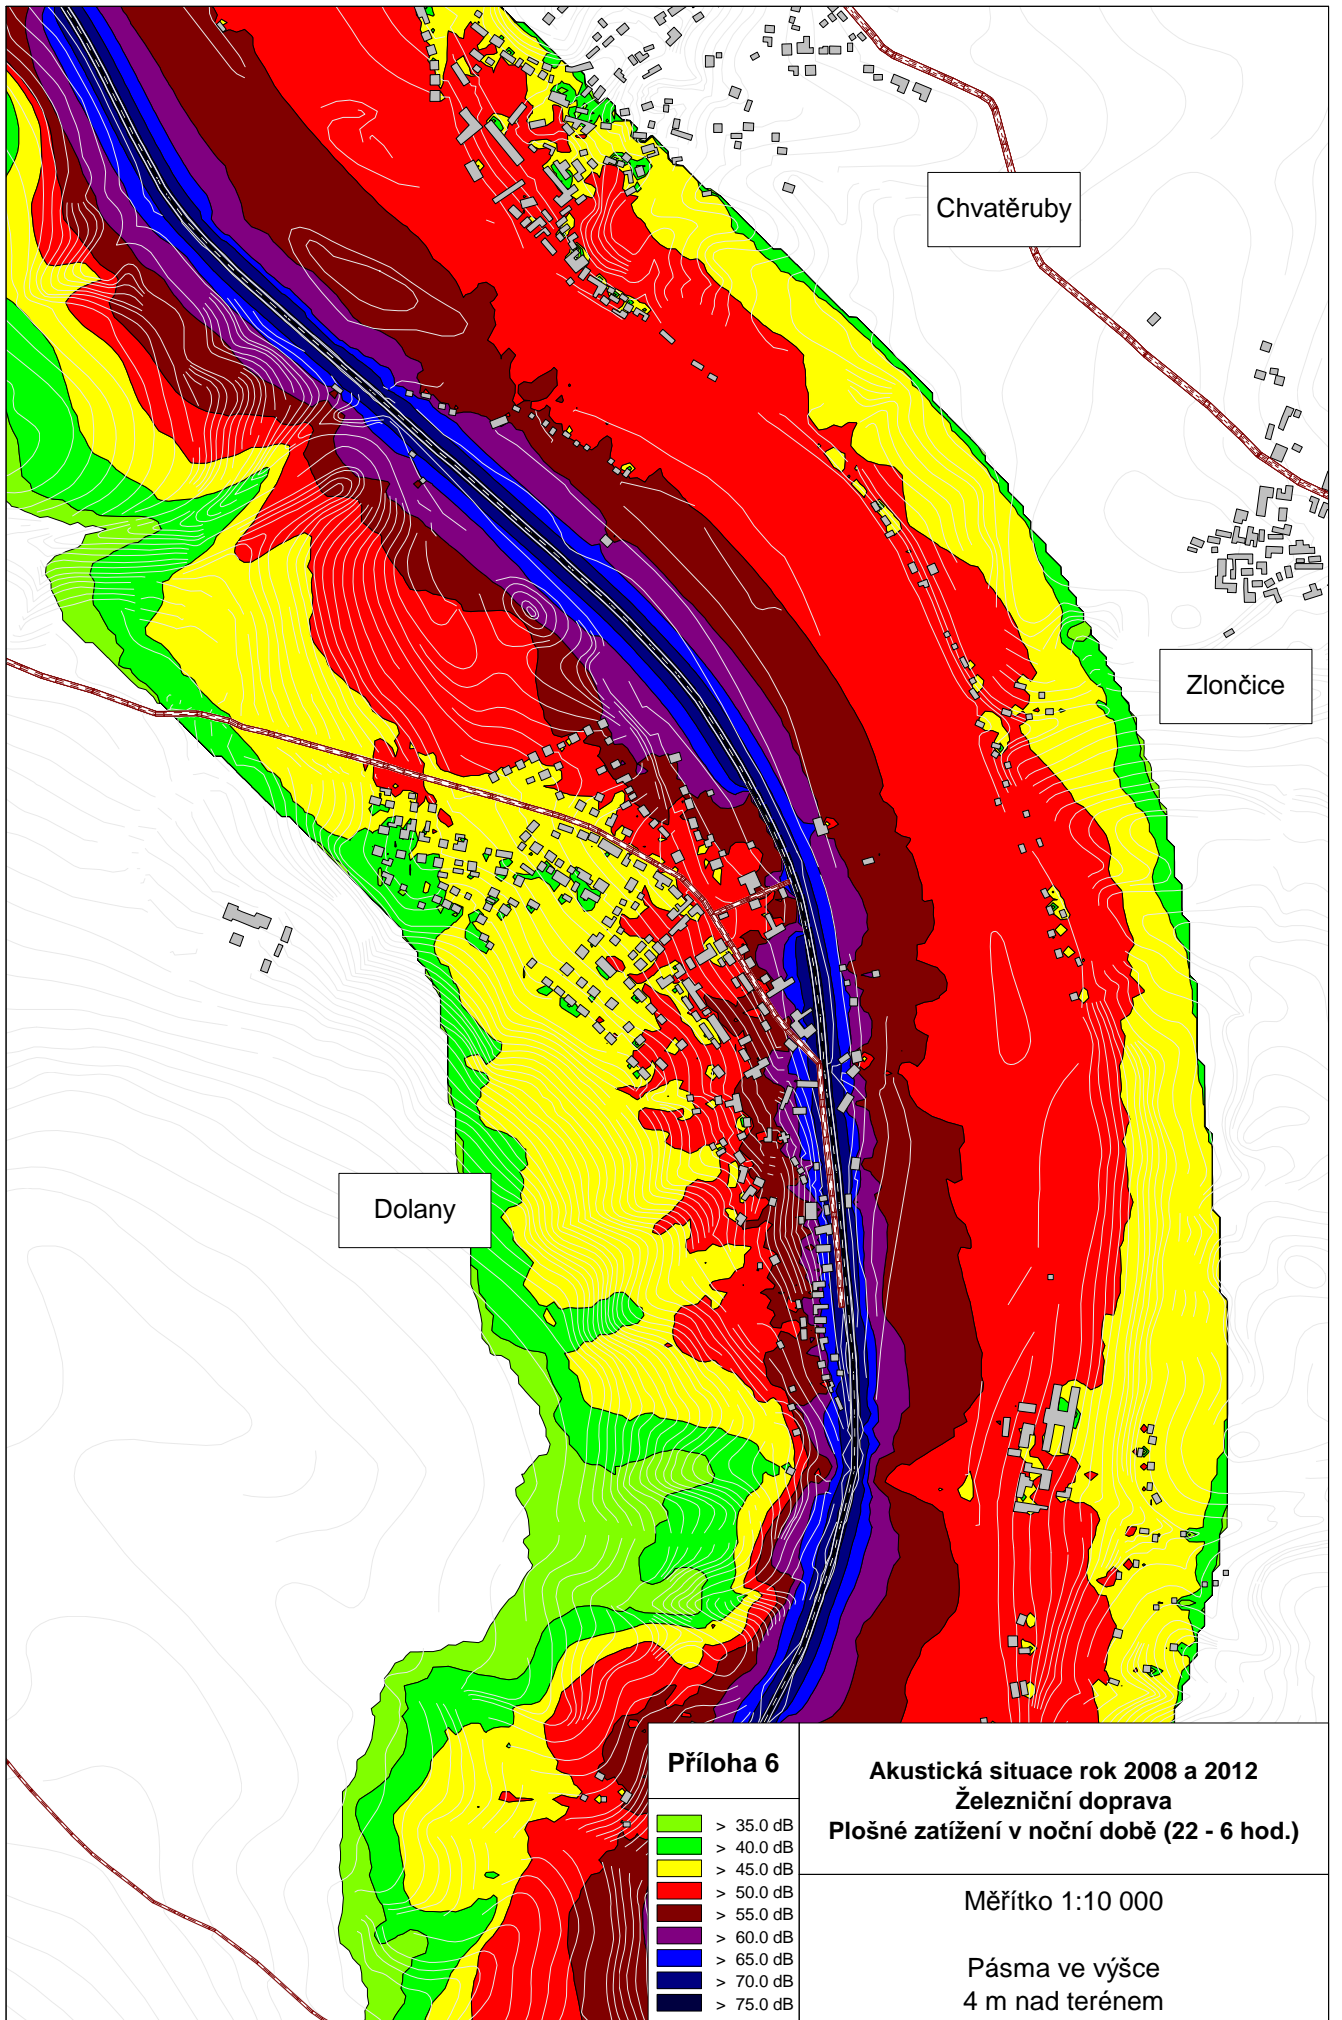 Chvatěruby
Zlončice
Dolany
Příloha 6
> 35.0 dB
> 40.0 dB
> 45.0 dB
> 50.0 dB
> 55.0 dB
> 60.0 dB
> 65.0 dB
> 70.0 dB
> 75.0 dB
Akustická situace rok 2008 a 2012
Železniční doprava
Plošné zatížení v noční době (22 - 6 hod.)
Měřítko 1:10 000
Pásma ve výšce
4 m nad terénem